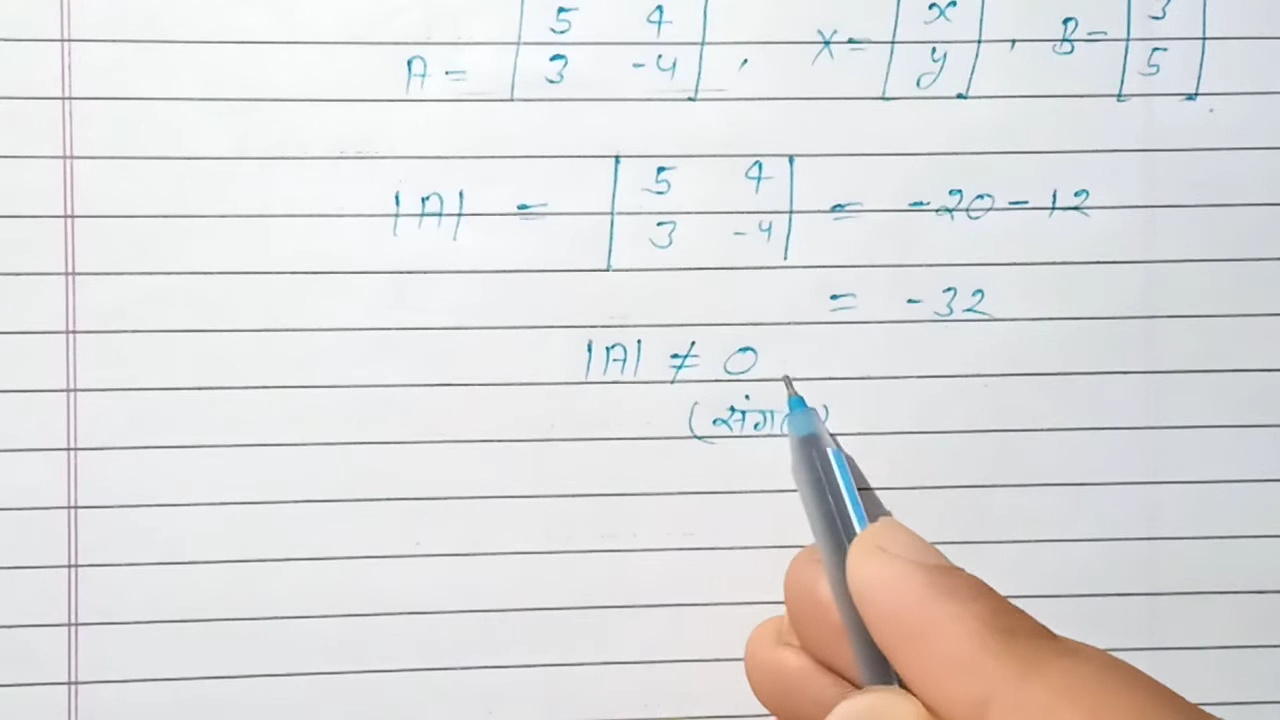 5 4 x 3
A = 3 -4 , X = y , B = 5
|A| = 5 4 = -20 - 12
3 -4
= -32
|A| ≠ 0